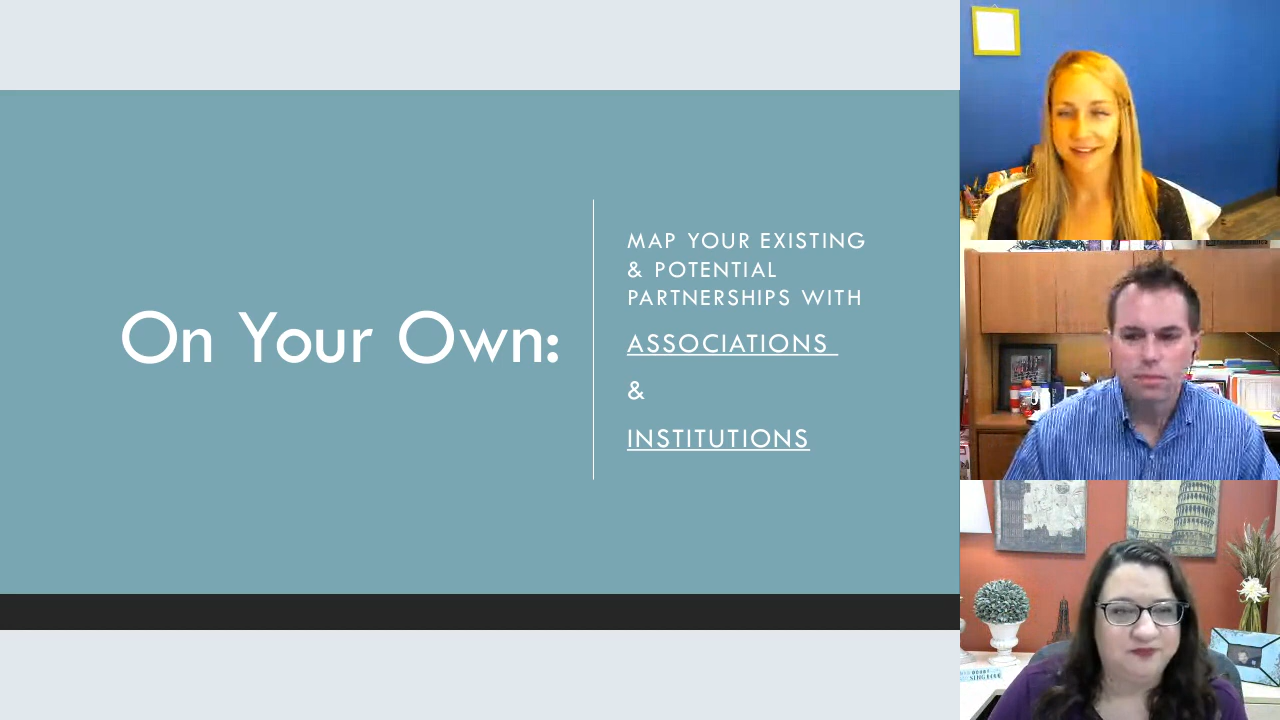 On Your Own:
MAP YOUR EXISTING
& POTENTIAL
PARTNERSHIPS WITH
ASSOCIATIONS
&
INSTITUTIONS